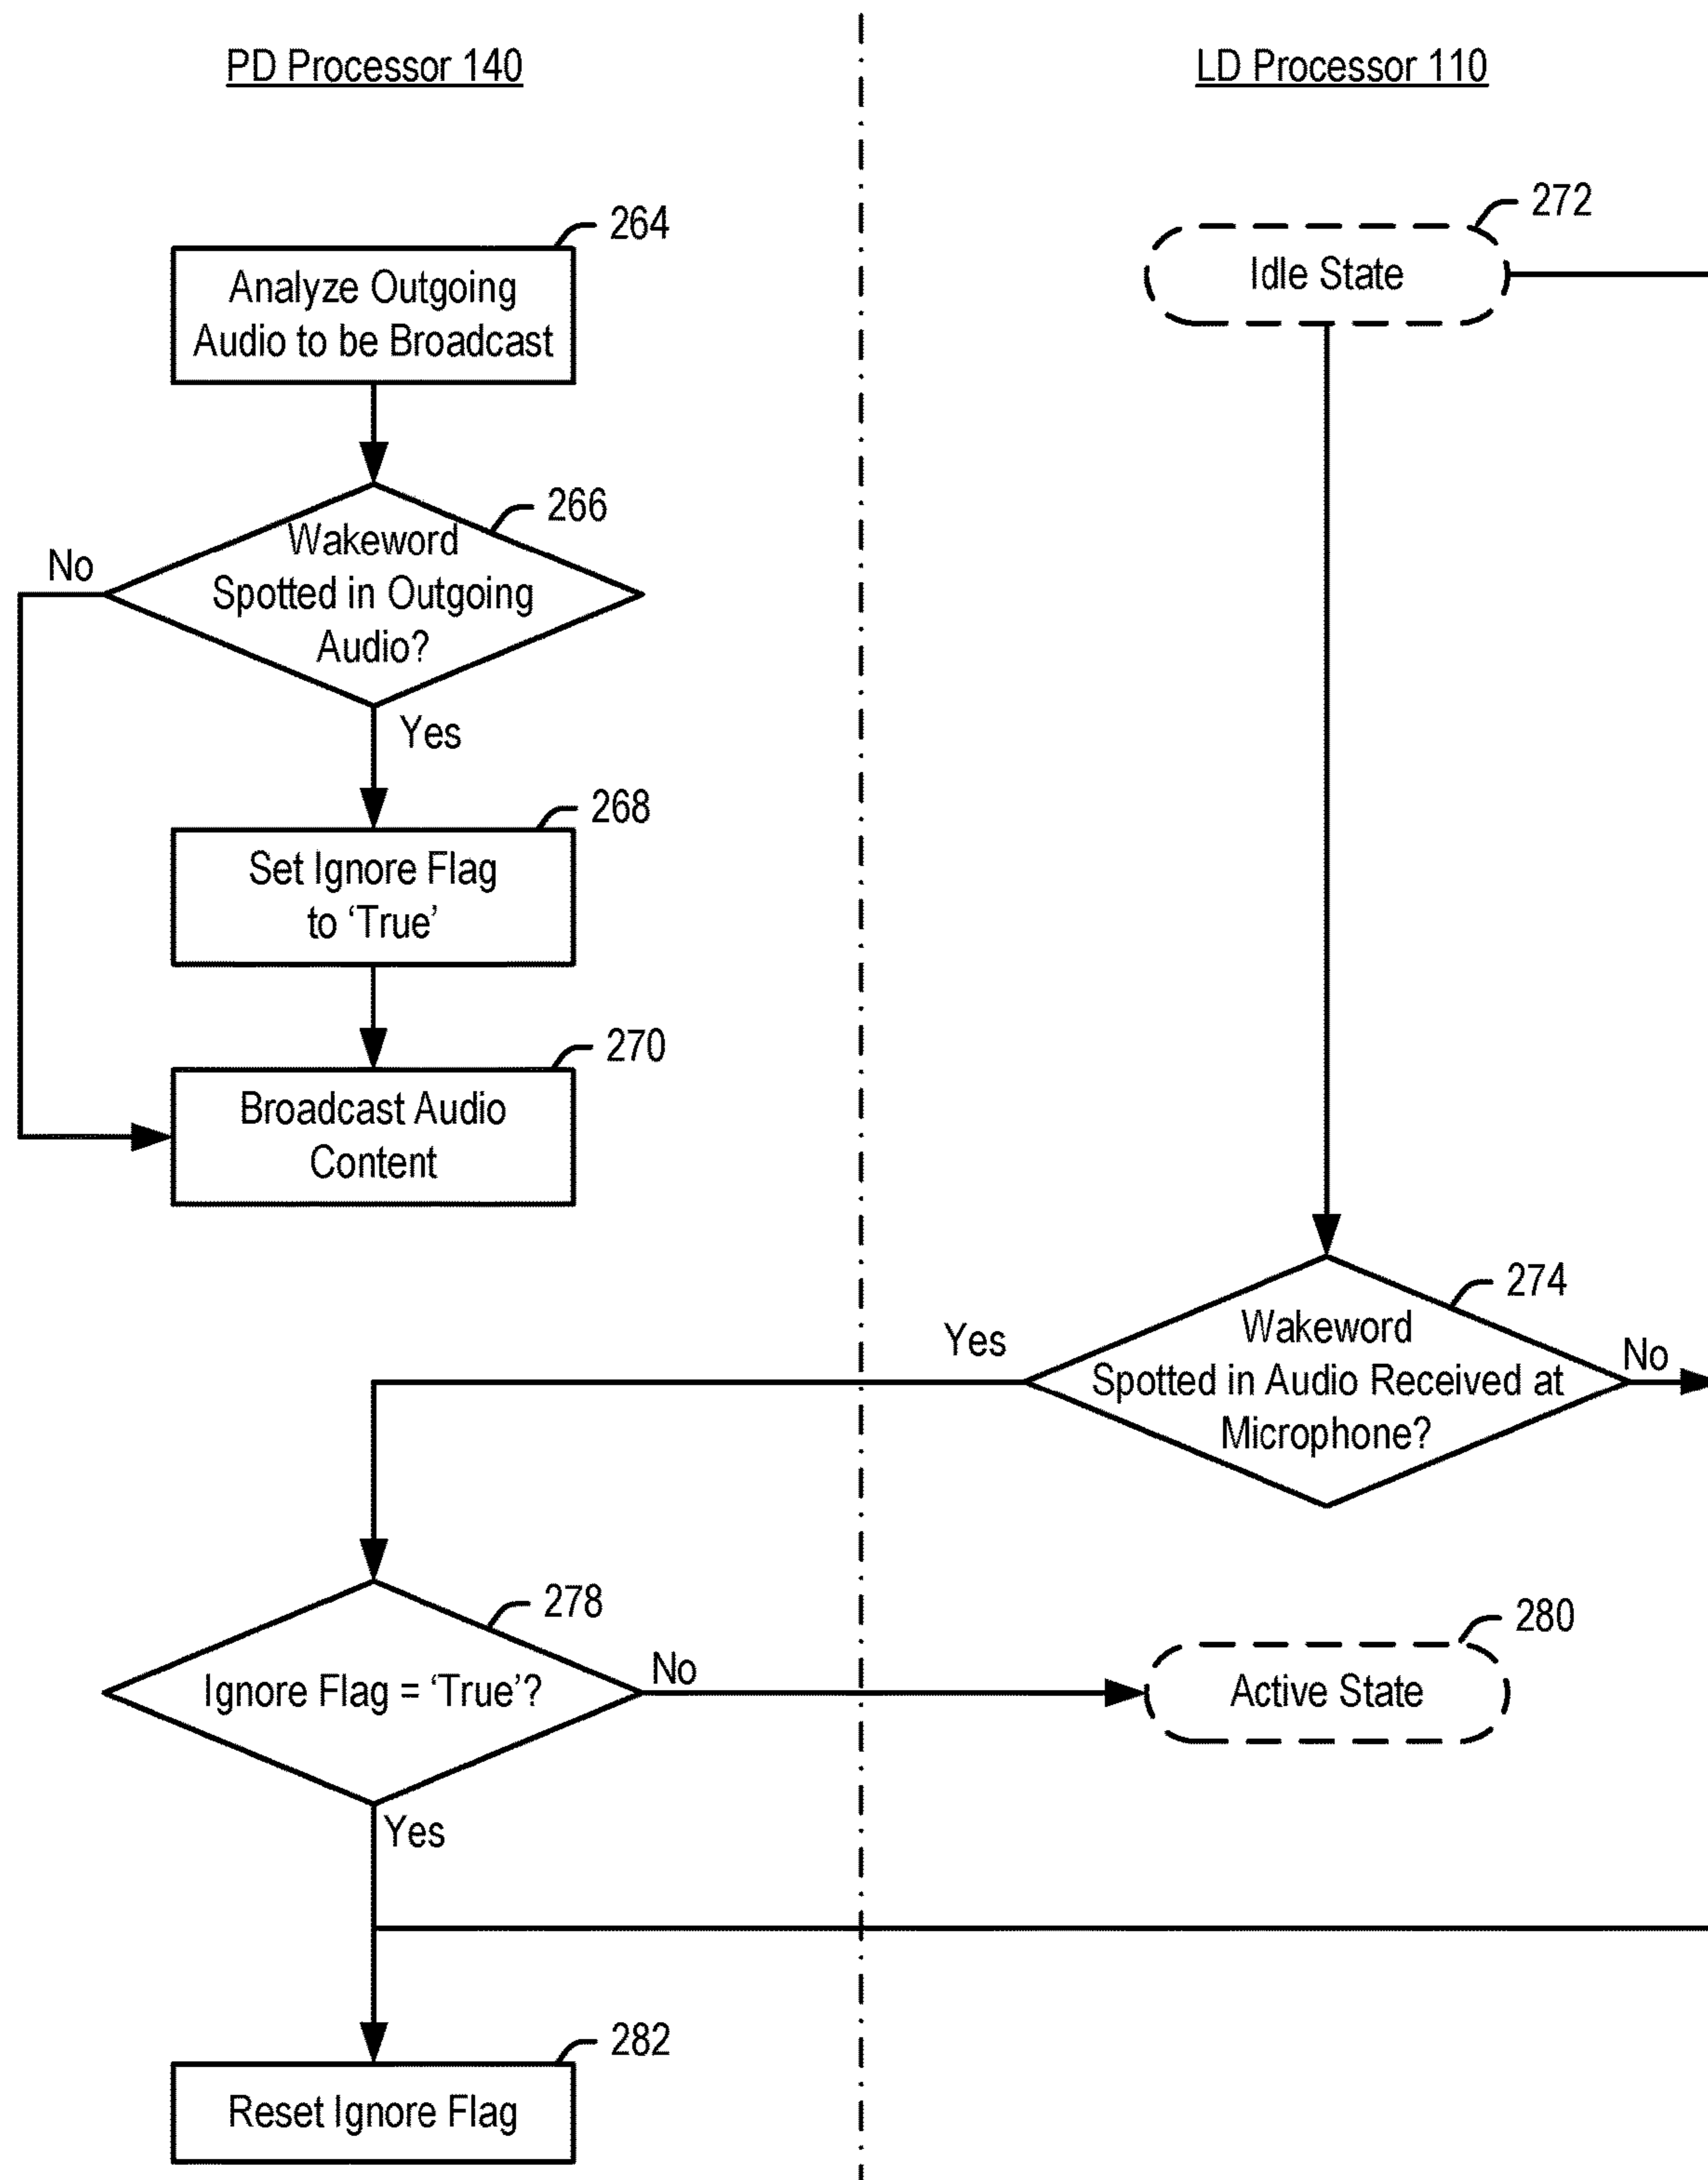 PD Processor 140
LD Processor 110
264
Analyze Outgoing
Audio to be Broadcast
272
Idle State
266
Wakeword
Spotted in Outgoing
Audio?
No
Yes
268
Set Ignore Flag
to ‘True’
270
Broadcast Audio
Content
274
Wakeword
Spotted in Audio Received at
Microphone?
Yes
No
278
Ignore Flag = ‘True’?
No
Yes
280
Active State
282
Reset Ignore Flag